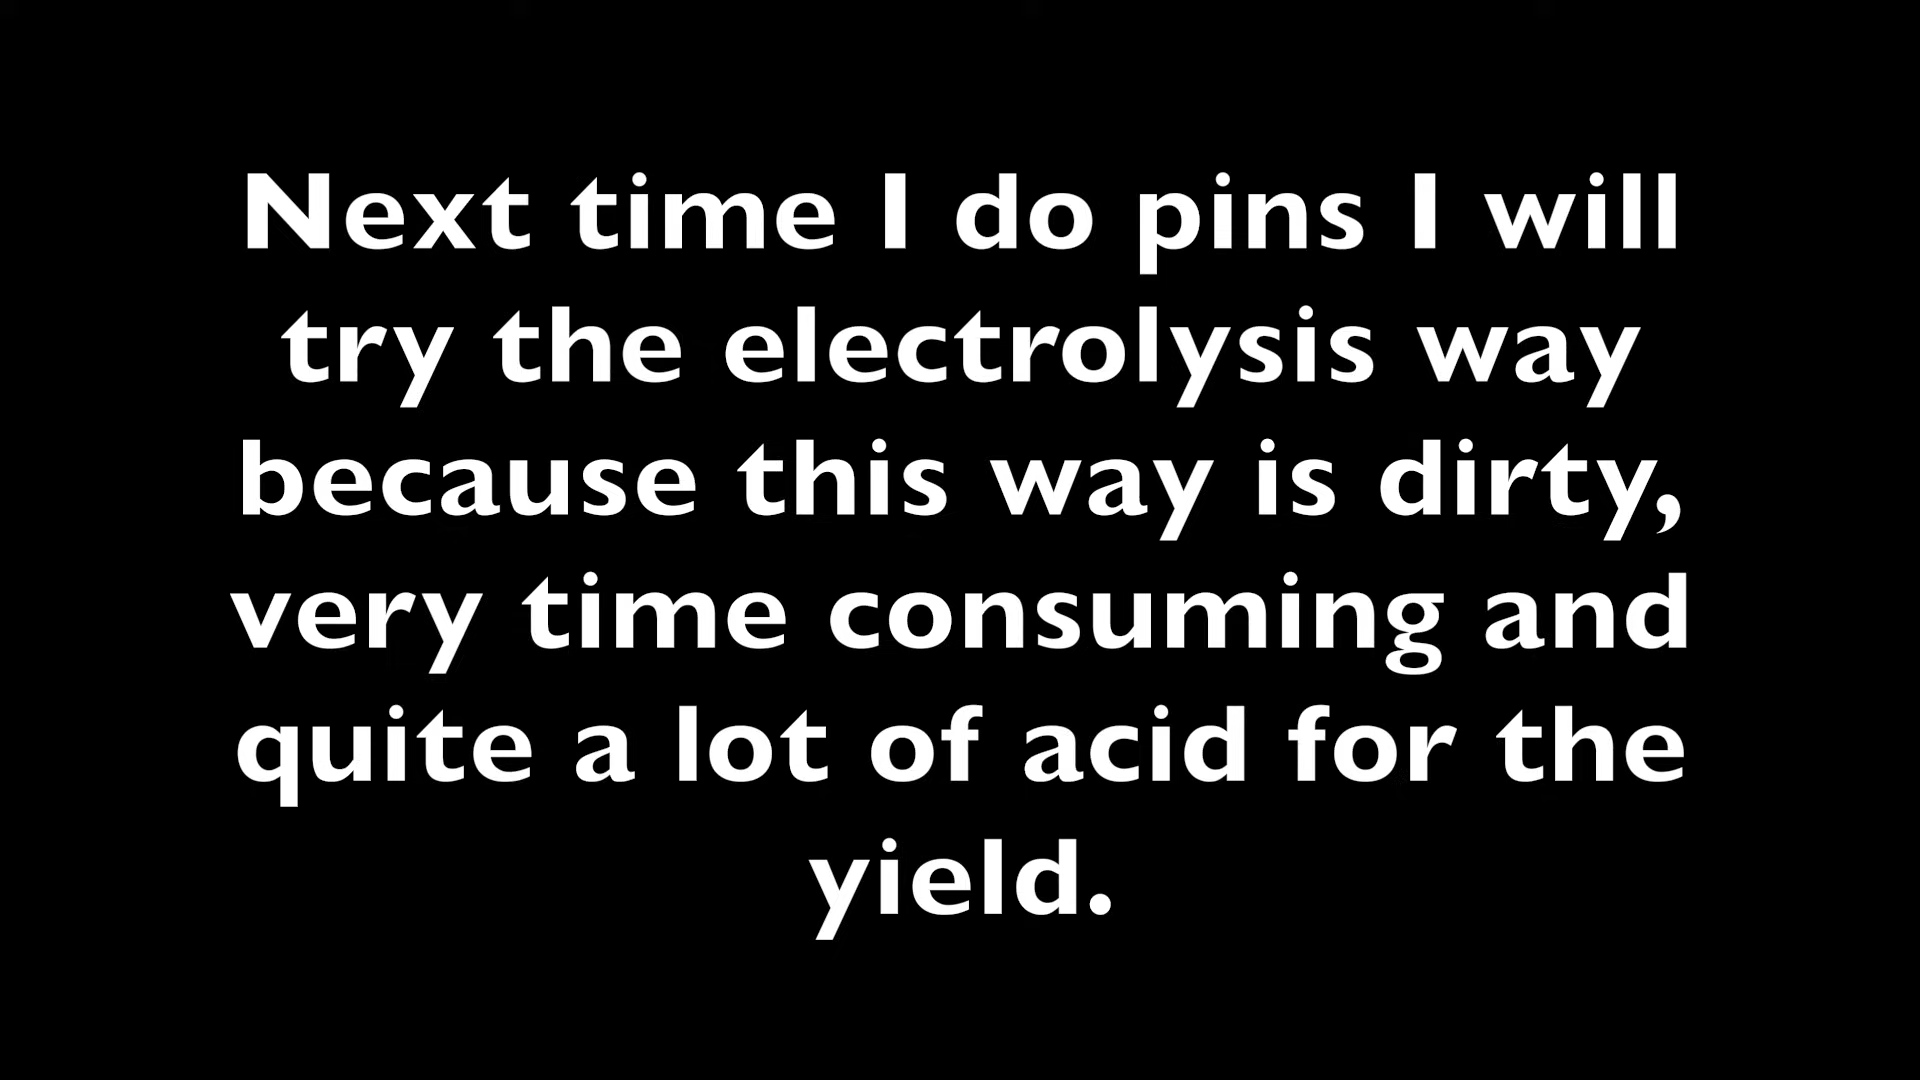 Next time I do pins I will
try the electrolysis way
because this way is dirty,
very time consuming and
quite a lot of acid for the
yield.